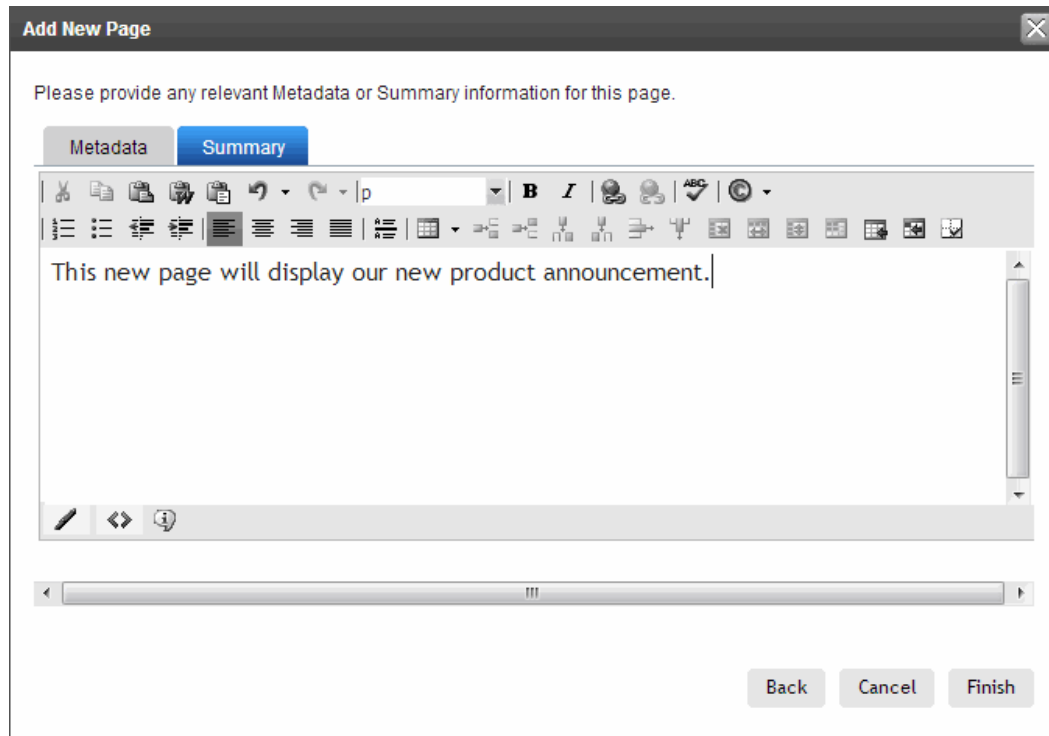 Add New Page
Please provide any relevant Metadata or Summary information for this page.
Metadata Summary
p B I ABC ©
This new page will display our new product announcement.
Back Cancel Finish